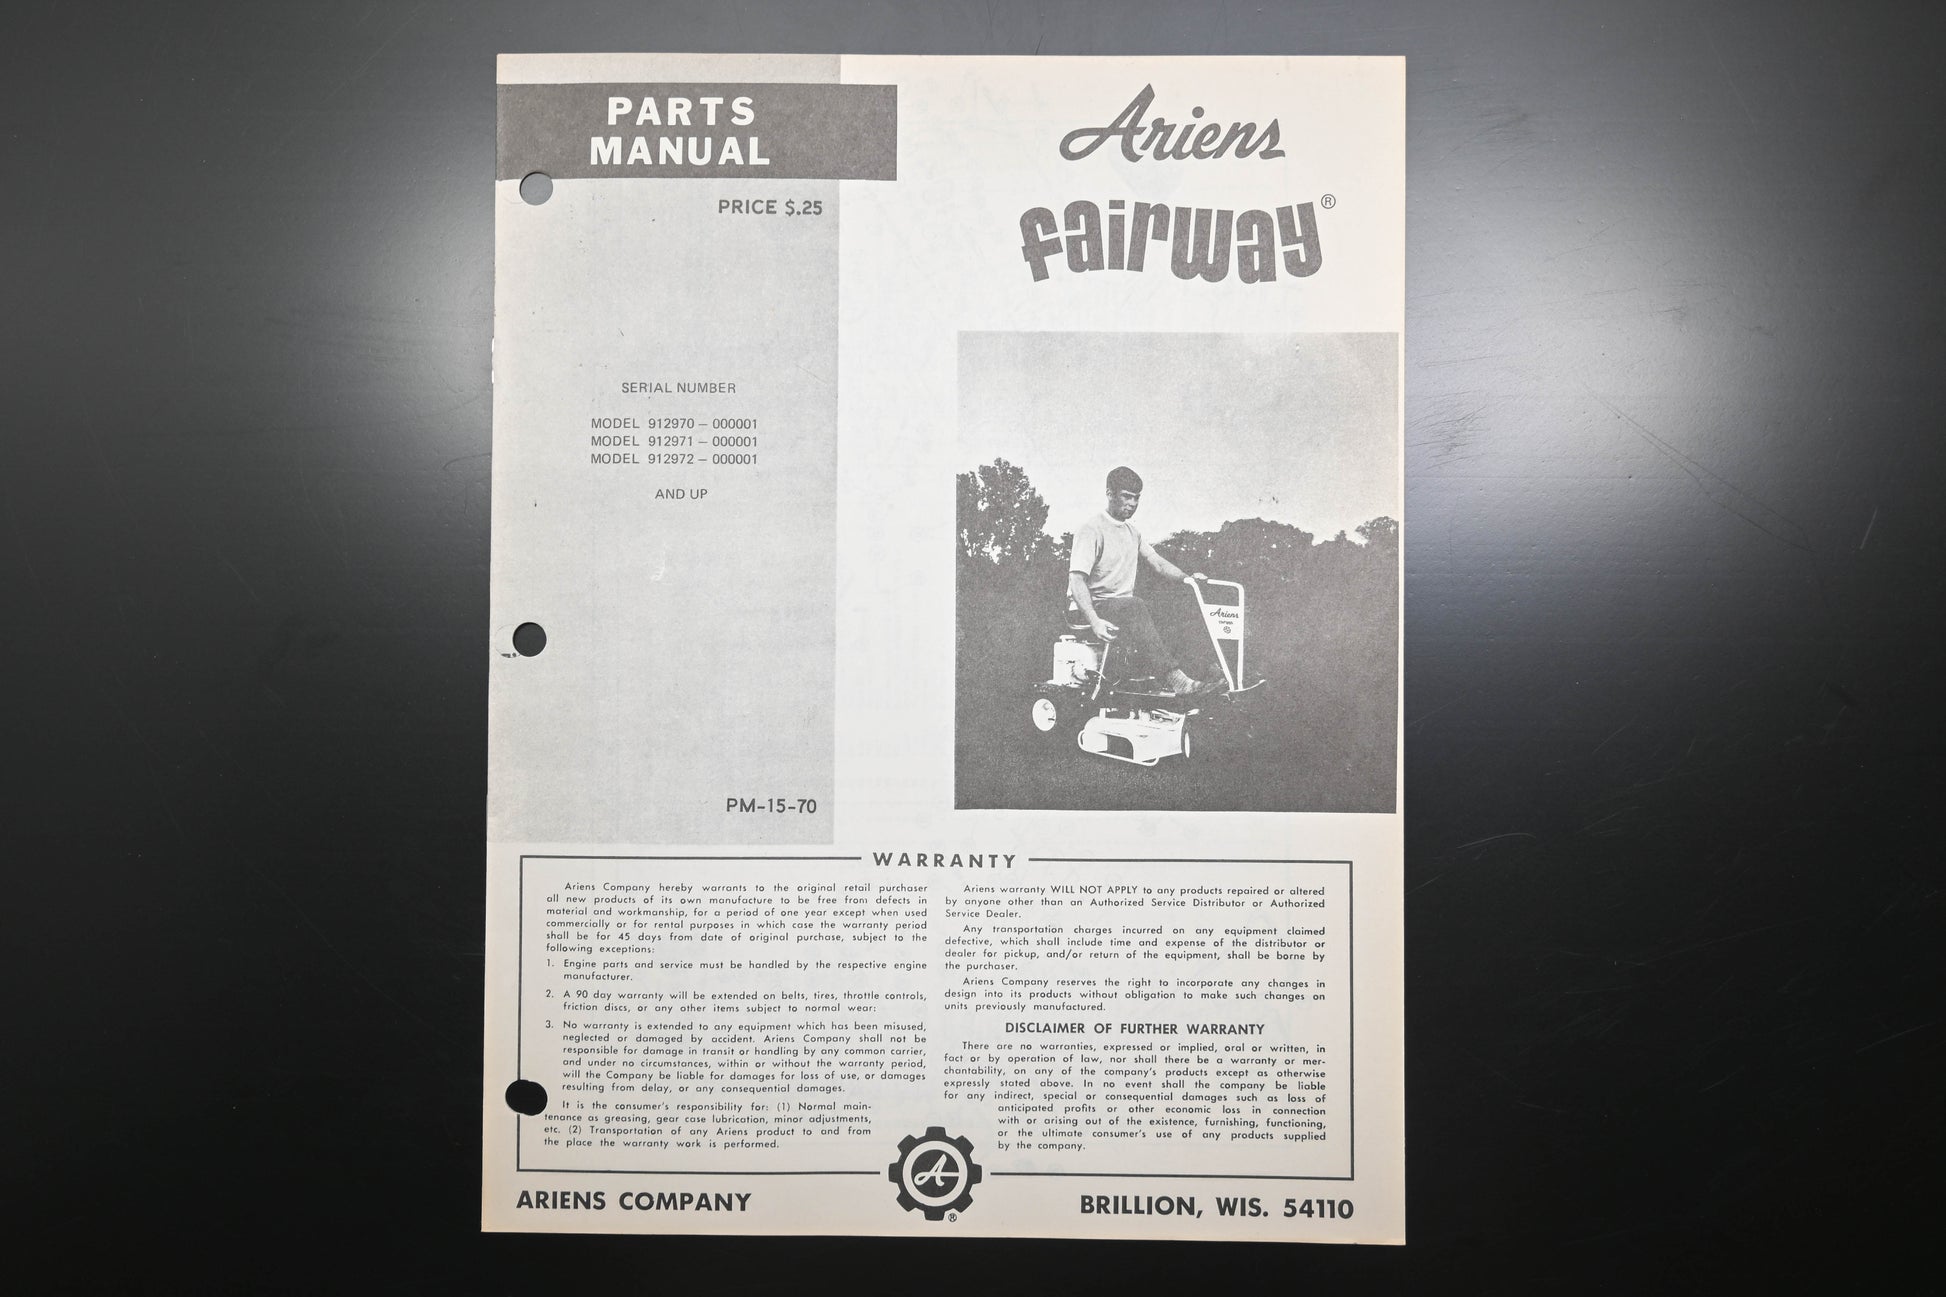 PARTS
MANUAL
PRICE $.25
SERIAL NUMBER
MODEL 912970 – 000001
MODEL 912971 – 000001
MODEL 912972 – 000001
AND UP
PM-15-70
Ariens
fairway®
Ariens
WARRANTY
Ariens Company hereby warrants to the original retail purchaser
all new products of its own manufacture to be free from defects in
material and workmanship, for a period of one year except when used
commercially or for rental purposes in which case the warranty period
shall be for 45 days from date of original purchase, subject to the
following exceptions:
1. Engine parts and service must be handled by the respective engine
manufacturer.
2. A 90 day warranty will be extended on belts, tires, throttle controls,
friction discs, or any other items subject to normal wear:
3. No warranty is extended to any equipment which has been misused,
neglected or damaged by accident. Ariens Company shall not be
responsible for damage in transit or handling by any common carrier,
and under no circumstances, within or without the warranty period,
will the Company be liable for damages for loss of use, or damages
resulting from delay, or any consequential damages.
It is the consumer's responsibility for: (1) Normal main-
tenance as greasing, gear case lubrication, minor adjustments,
etc. (2) Transportation of any Ariens product to and from
the place the warranty work is performed.
Ariens warranty WILL NOT APPLY to any products repaired or altered
by anyone other than an Authorized Service Distributor or Authorized
Service Dealer.
Any transportation charges incurred on any equipment claimed
defective, which shall include time and expense of the distributor or
dealer for pickup, and/or return of the equipment, shall be borne by
the purchaser.
Ariens Company reserves the right to incorporate any changes in
design into its products without obligation to make such changes on
units previously manufactured.
DISCLAIMER OF FURTHER WARRANTY
There are no warranties, expressed or implied, oral or written, in
fact or by operation of law, nor shall there be a warranty or mer-
chantability, on any of the company's products except as otherwise
expressly stated above. In no event shall the company be liable
for any indirect, special or consequential damages such as loss of
anticipated profits or other economic loss in connection
with or arising out of the existence, furnishing, functioning,
or the ultimate consumer's use of any products supplied
by the company.
A
®
ARIENS COMPANY
BRILLION, WIS. 54110